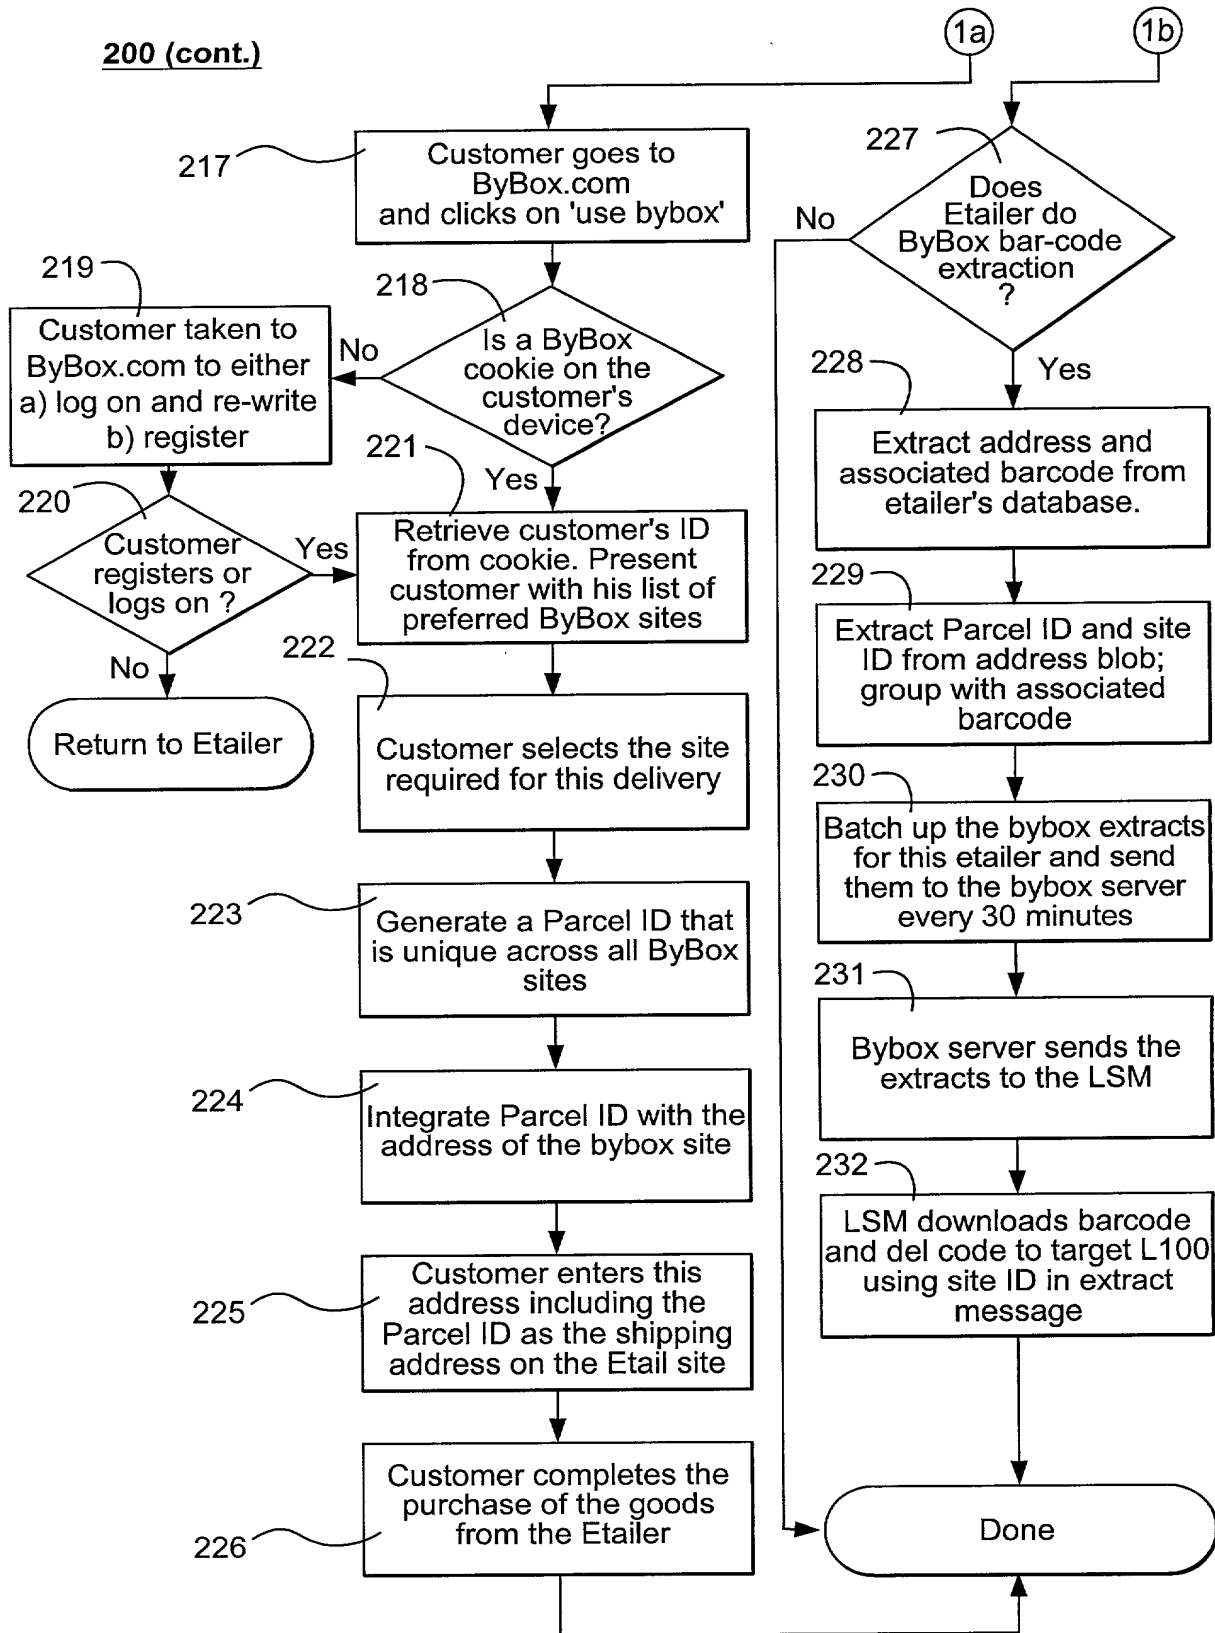 200 (cont.)
1a
1b
217
Customer goes to
ByBox.com
and clicks on 'use bybox'
218
Is a ByBox
cookie on the
customer's
device?
No
Yes
219
Customer taken to
ByBox.com to either
a) log on and re-write
b) register
220
Customer
registers or
logs on ?
Yes
No
Return to Etailer
221
Retrieve customer's ID
from cookie. Present
customer with his list of
preferred ByBox sites
222
Customer selects the site
required for this delivery
223
Generate a Parcel ID that
is unique across all ByBox
sites
224
Integrate Parcel ID with the
address of the bybox site
225
Customer enters this
address including the
Parcel ID as the shipping
address on the Etail site
226
Customer completes the
purchase of the goods
from the Etailer
227
Does
Etailer do
ByBox bar-code
extraction
?
No
Yes
228
Extract address and
associated barcode from
etailer's database.
229
Extract Parcel ID and site
ID from address blob;
group with associated
barcode
230
Batch up the bybox extracts
for this etailer and send
them to the bybox server
every 30 minutes
231
Bybox server sends the
extracts to the LSM
232
LSM downloads barcode
and del code to target L100
using site ID in extract
message
Done